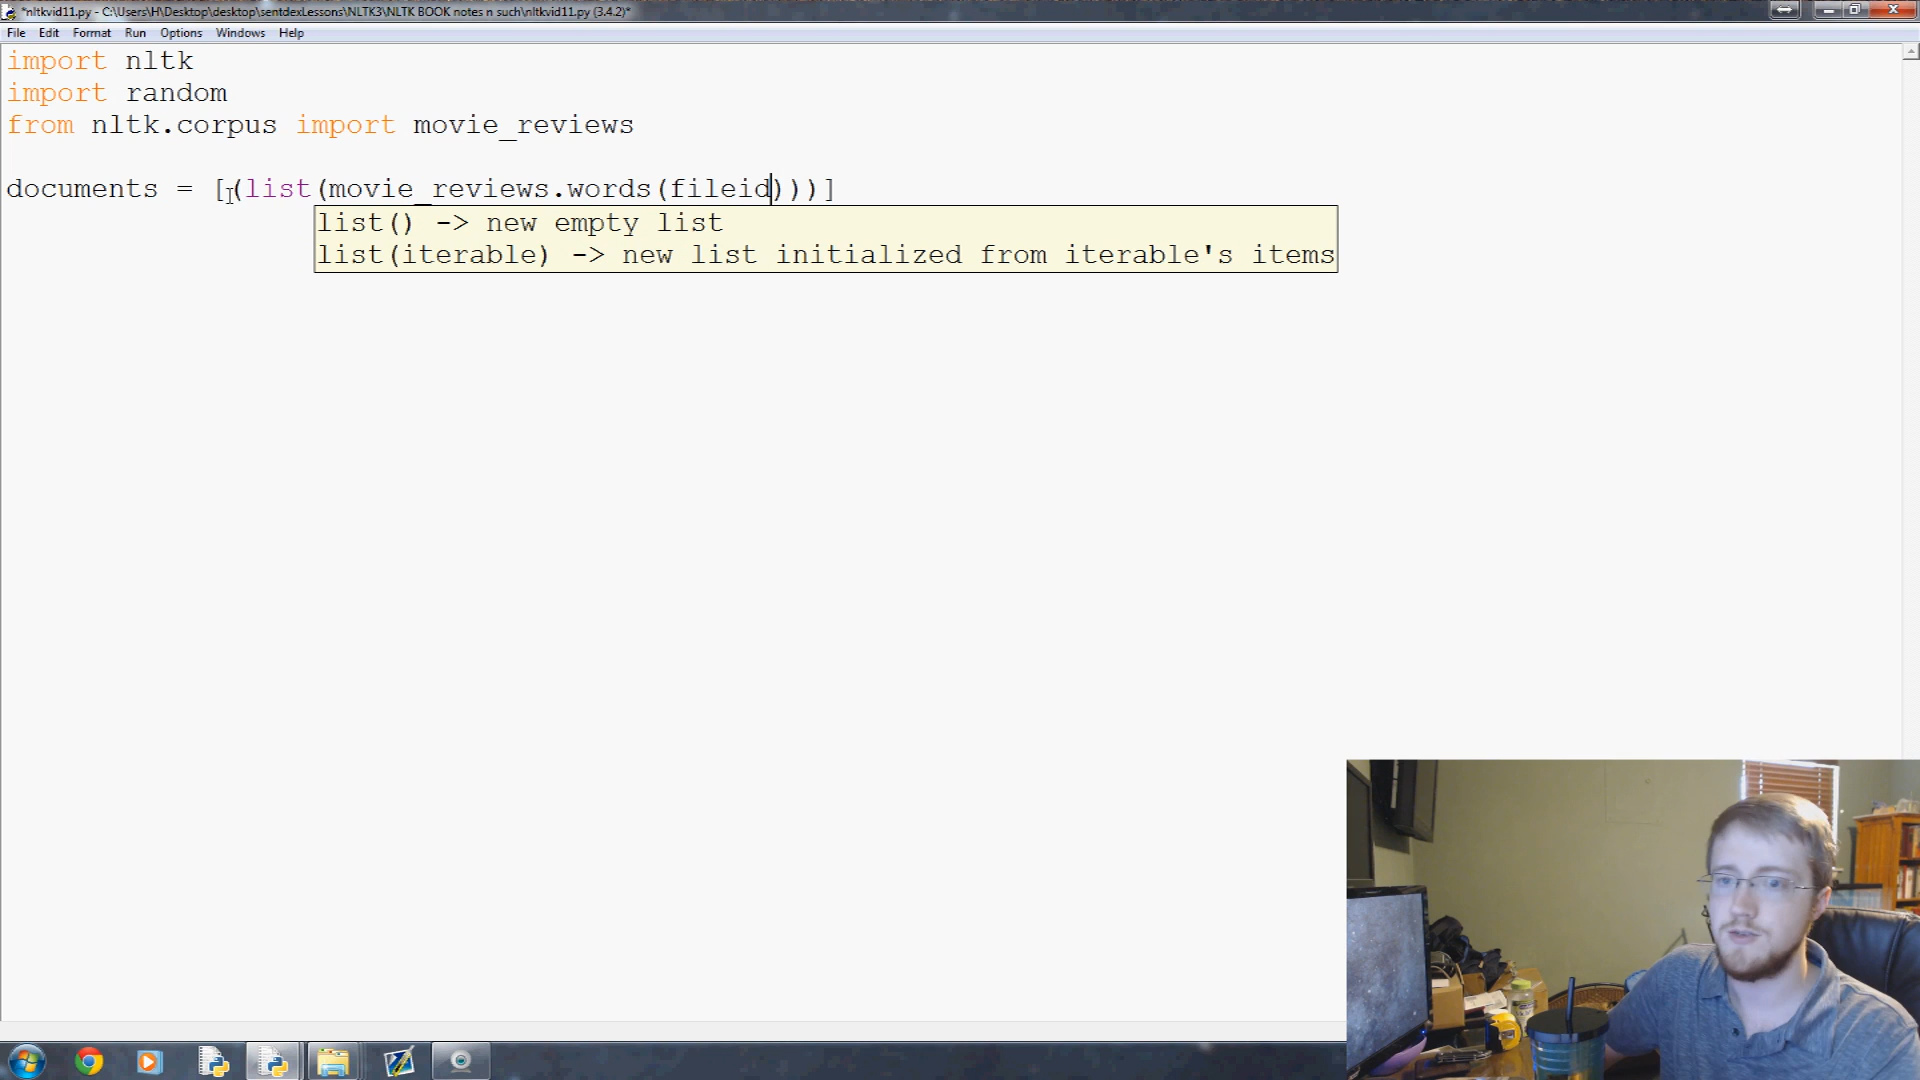 *nltkvid11.py - C:\Users\H\Desktop\desktop\sentdexLessons\NLTK3\NLTK BOOK notes n such\nltkvid11.py (3.4.2)*
File Edit Format Run Options Windows Help
import nltk
import random
from nltk.corpus import movie_reviews
documents = [(list(movie_reviews.words(fileid)))]
list() -> new empty list
list(iterable) -> new list initialized from iterable's items